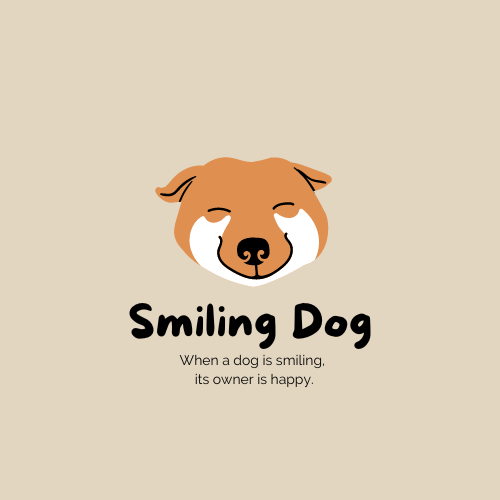 Smiling Dog
When a dog is smiling,
its owner is happy.